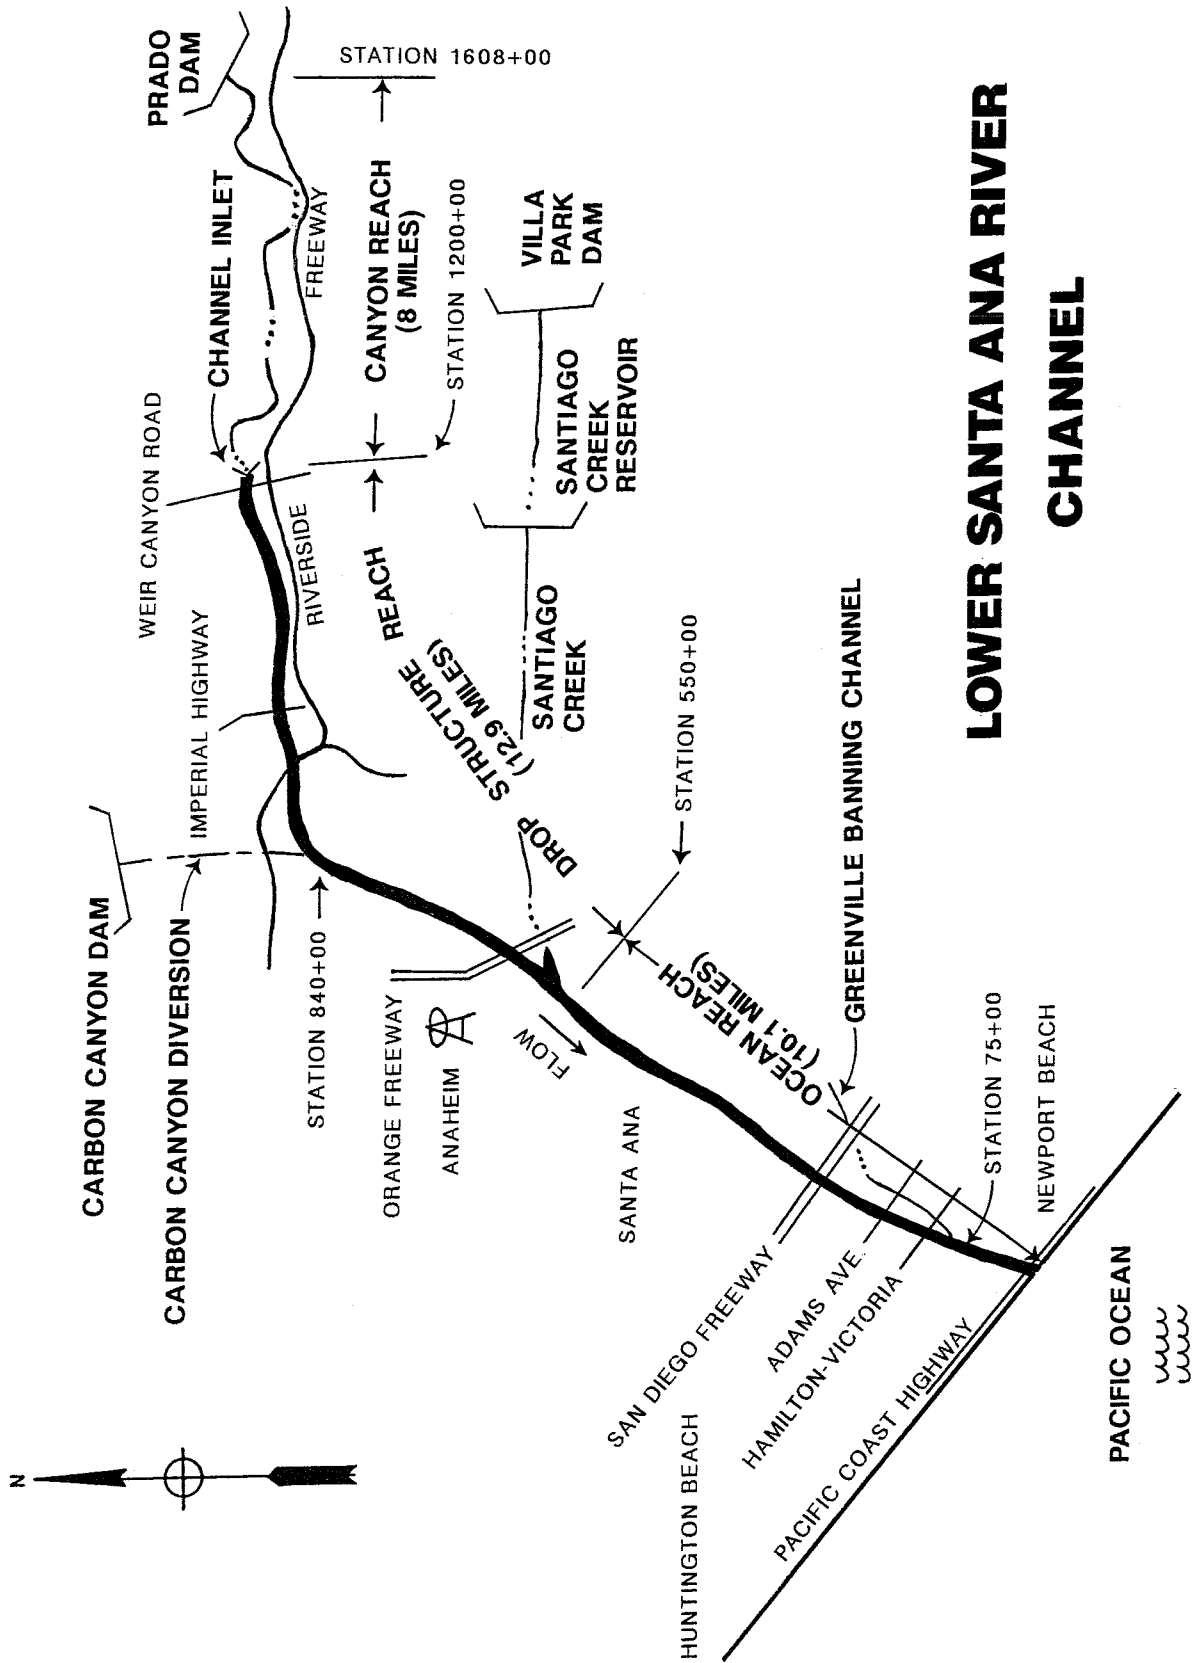 N
CARBON CANYON DAM
CARBON CANYON DIVERSION
IMPERIAL HIGHWAY
WEIR CANYON ROAD
CHANNEL INLET
PRADO
DAM
STATION 840+00
RIVERSIDE
FREEWAY
STATION 1608+00
ORANGE FREEWAY
ANAHEIM
FLOW
DROP STRUCTURE REACH
(12.9 MILES)
CANYON REACH
(8 MILES)
STATION 1200+00
SANTIAGO
CREEK
SANTIAGO
CREEK
RESERVOIR
VILLA
PARK
DAM
SANTA ANA
STATION 550+00
OCEAN REACH
(10.1 MILES)
GREENVILLE BANNING CHANNEL
SAN DIEGO FREEWAY
ADAMS AVE.
HAMILTON-VICTORIA
HUNTINGTON BEACH
PACIFIC COAST HIGHWAY
STATION 75+00
NEWPORT BEACH
PACIFIC OCEAN
LOWER SANTA ANA RIVER
CHANNEL